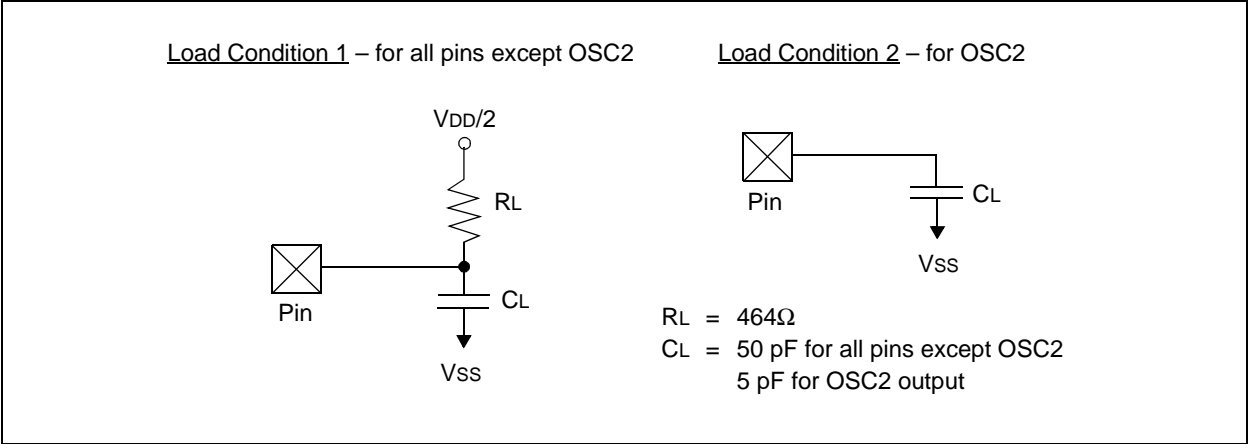 Load Condition 1 – for all pins except OSC2
VDD/2
RL
Pin
CL
VSS
Load Condition 2 – for OSC2
Pin
CL
VSS
RL = 464Ω
CL = 50 pF for all pins except OSC2
5 pF for OSC2 output